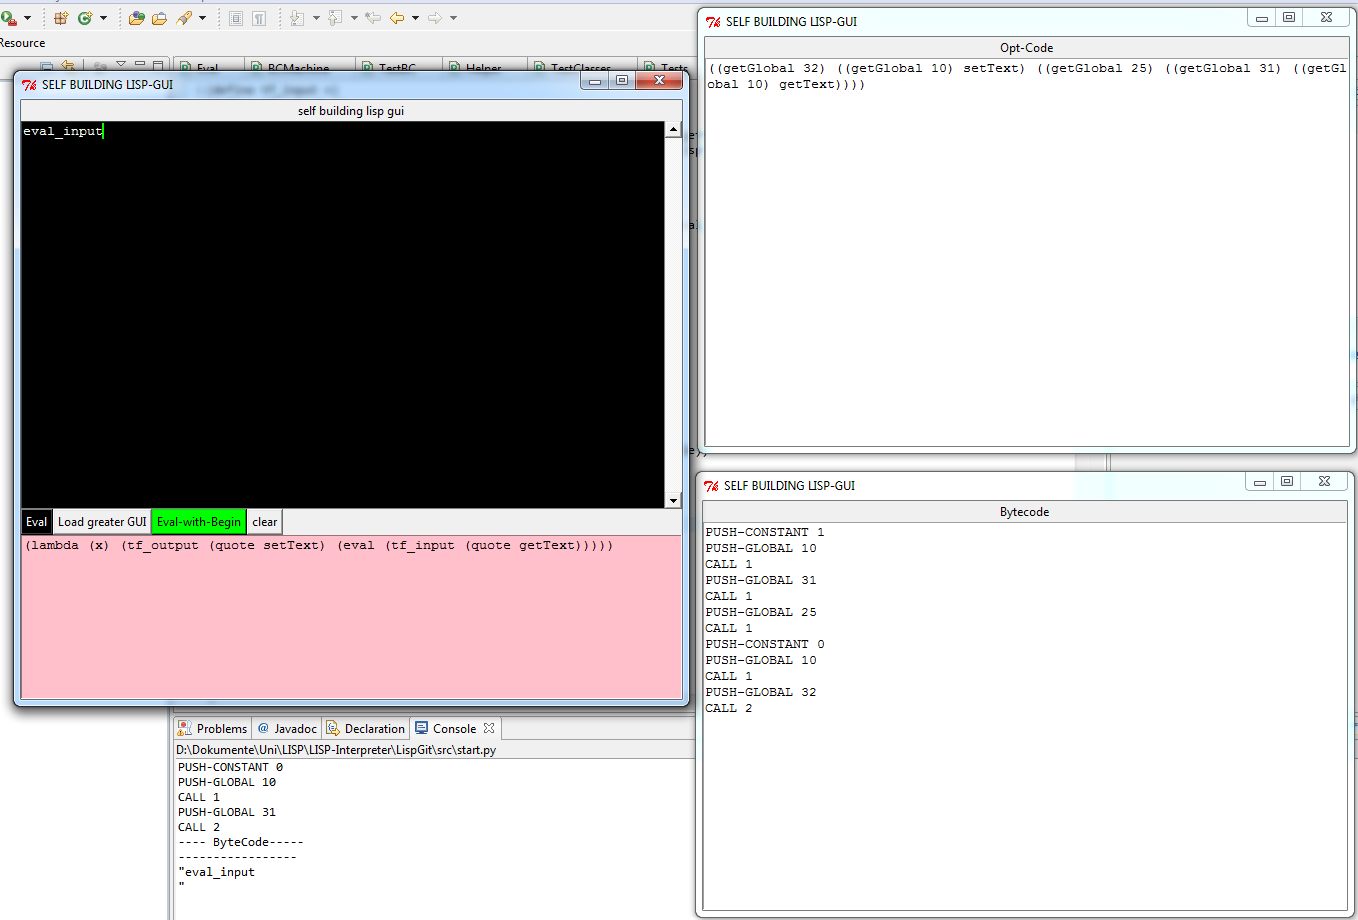 Resource
Eval
BCMachine
TestBC
Helper
TestClasses
Tests
SELF BUILDING LISP-GUI
self building lisp gui
eval_input
Eval
Load greater GUI
Eval-with-Begin
clear
(lambda (x) (tf_output (quote setText) (eval (tf_input (quote getText)))))
SELF BUILDING LISP-GUI
Opt-Code
((getGlobal 32) ((getGlobal 10) setText) ((getGlobal 25) ((getGlobal 31) ((getGl
obal 10) getText))))
SELF BUILDING LISP-GUI
Bytecode
PUSH-CONSTANT 1
PUSH-GLOBAL 10
CALL 1
PUSH-GLOBAL 31
CALL 1
PUSH-GLOBAL 25
CALL 1
PUSH-CONSTANT 0
PUSH-GLOBAL 10
CALL 1
PUSH-GLOBAL 32
CALL 2
Problems
@ Javadoc
Declaration
Console
D:\Dokumente\Uni\LISP\LISP-Interpreter\LispGit\src\start.py
PUSH-CONSTANT 0
PUSH-GLOBAL 10
CALL 1
PUSH-GLOBAL 31
CALL 2
---- ByteCode-----
-----------------
"eval_input
"